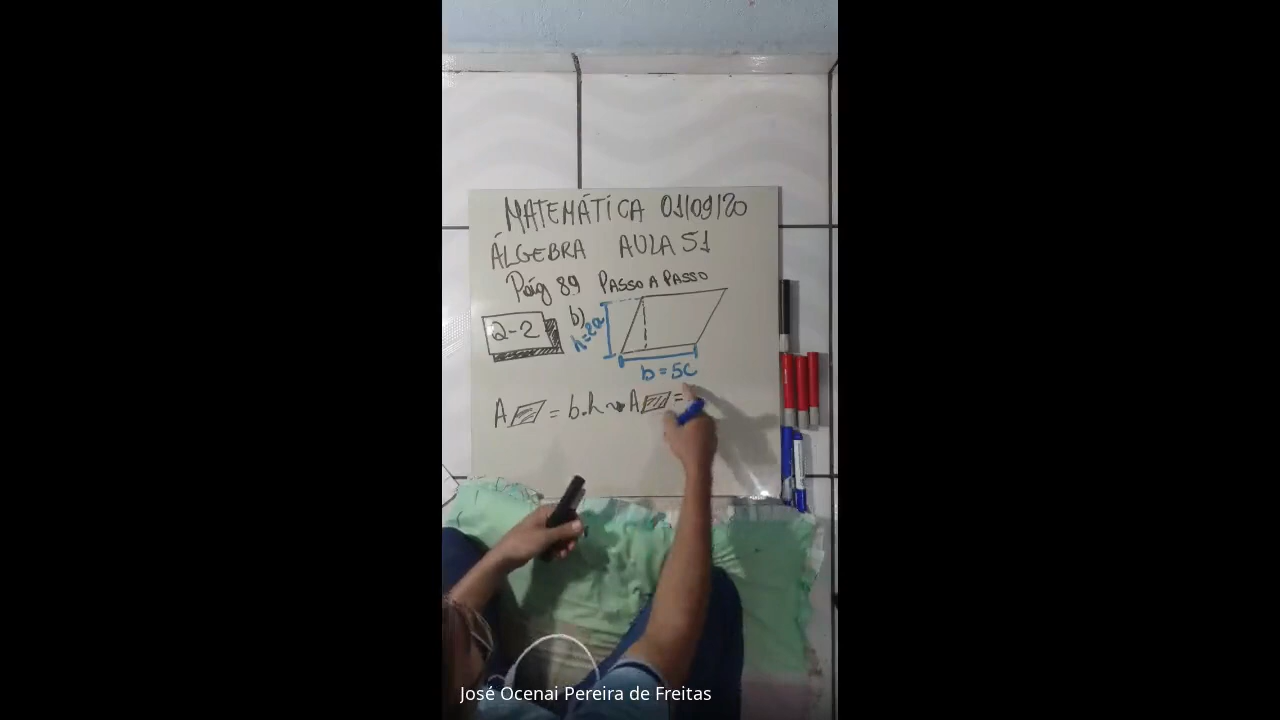 MATEMÁTICA 01/09/20
ÁLGEBRA AULA 51
Pág 89 PASSO A PASSO
2-2
b)
h=2a
b = 5c
A = b.h A =
José Ocenai Pereira de Freitas